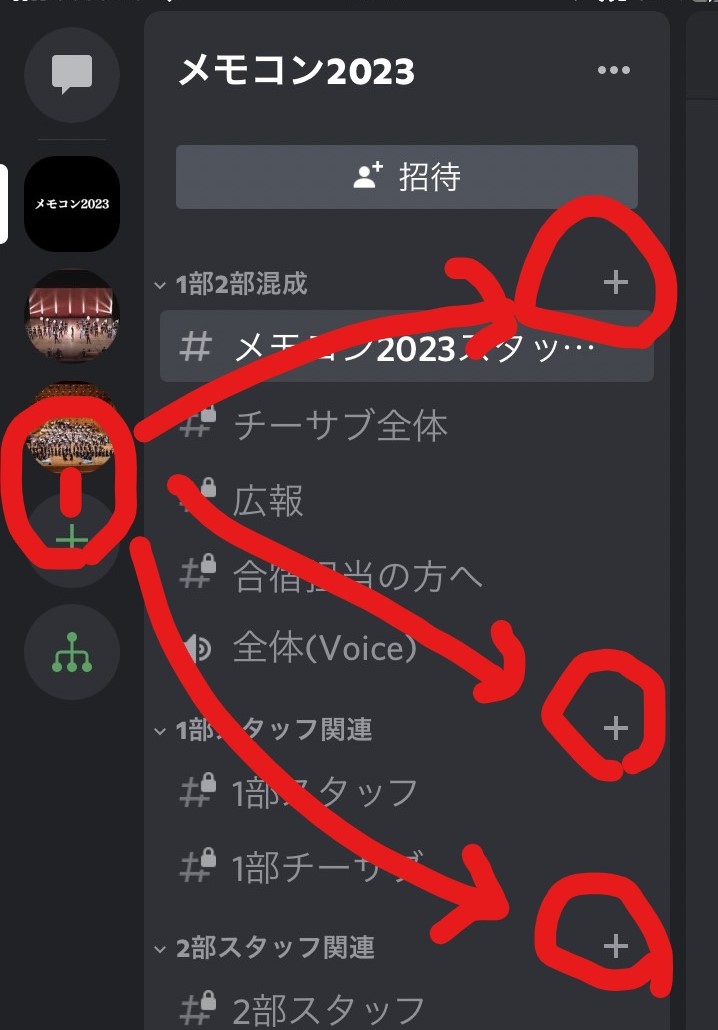 メモコン2023
メモコン2023
招待
1部2部混成
メモコン2023スタッ…
チーサブ全体
広報
合宿担当の方へ
全体(Voice)
1部スタッフ関連
1部スタッフ
1部チーサブ
2部スタッフ関連
2部スタッフ